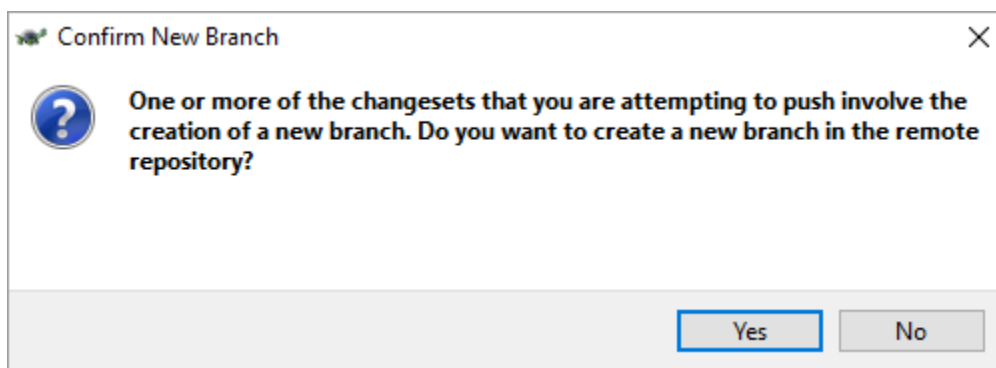 Confirm New Branch
One or more of the changesets that you are attempting to push involve the
creation of a new branch. Do you want to create a new branch in the remote
repository?
Yes
No